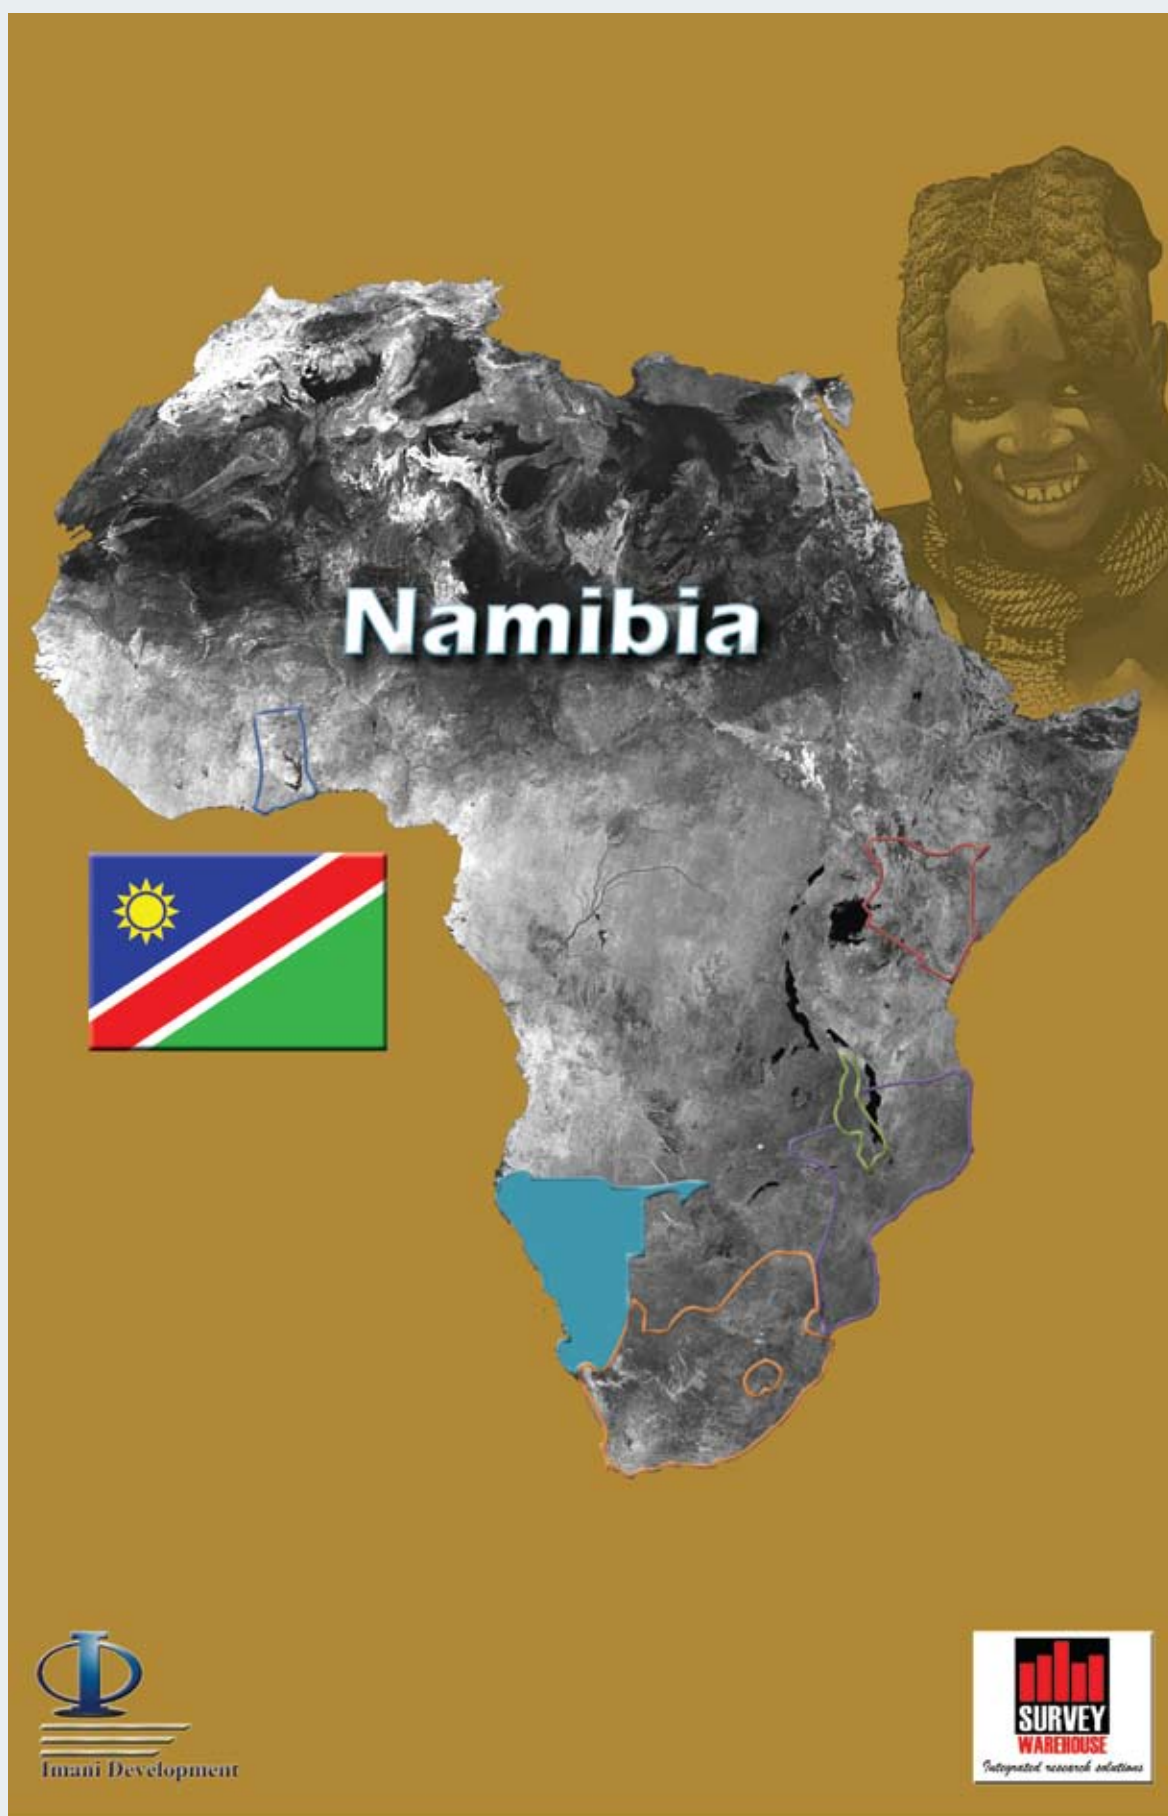 Namibia
Imani Development
SURVEY
WAREHOUSE
Integrated research solutions